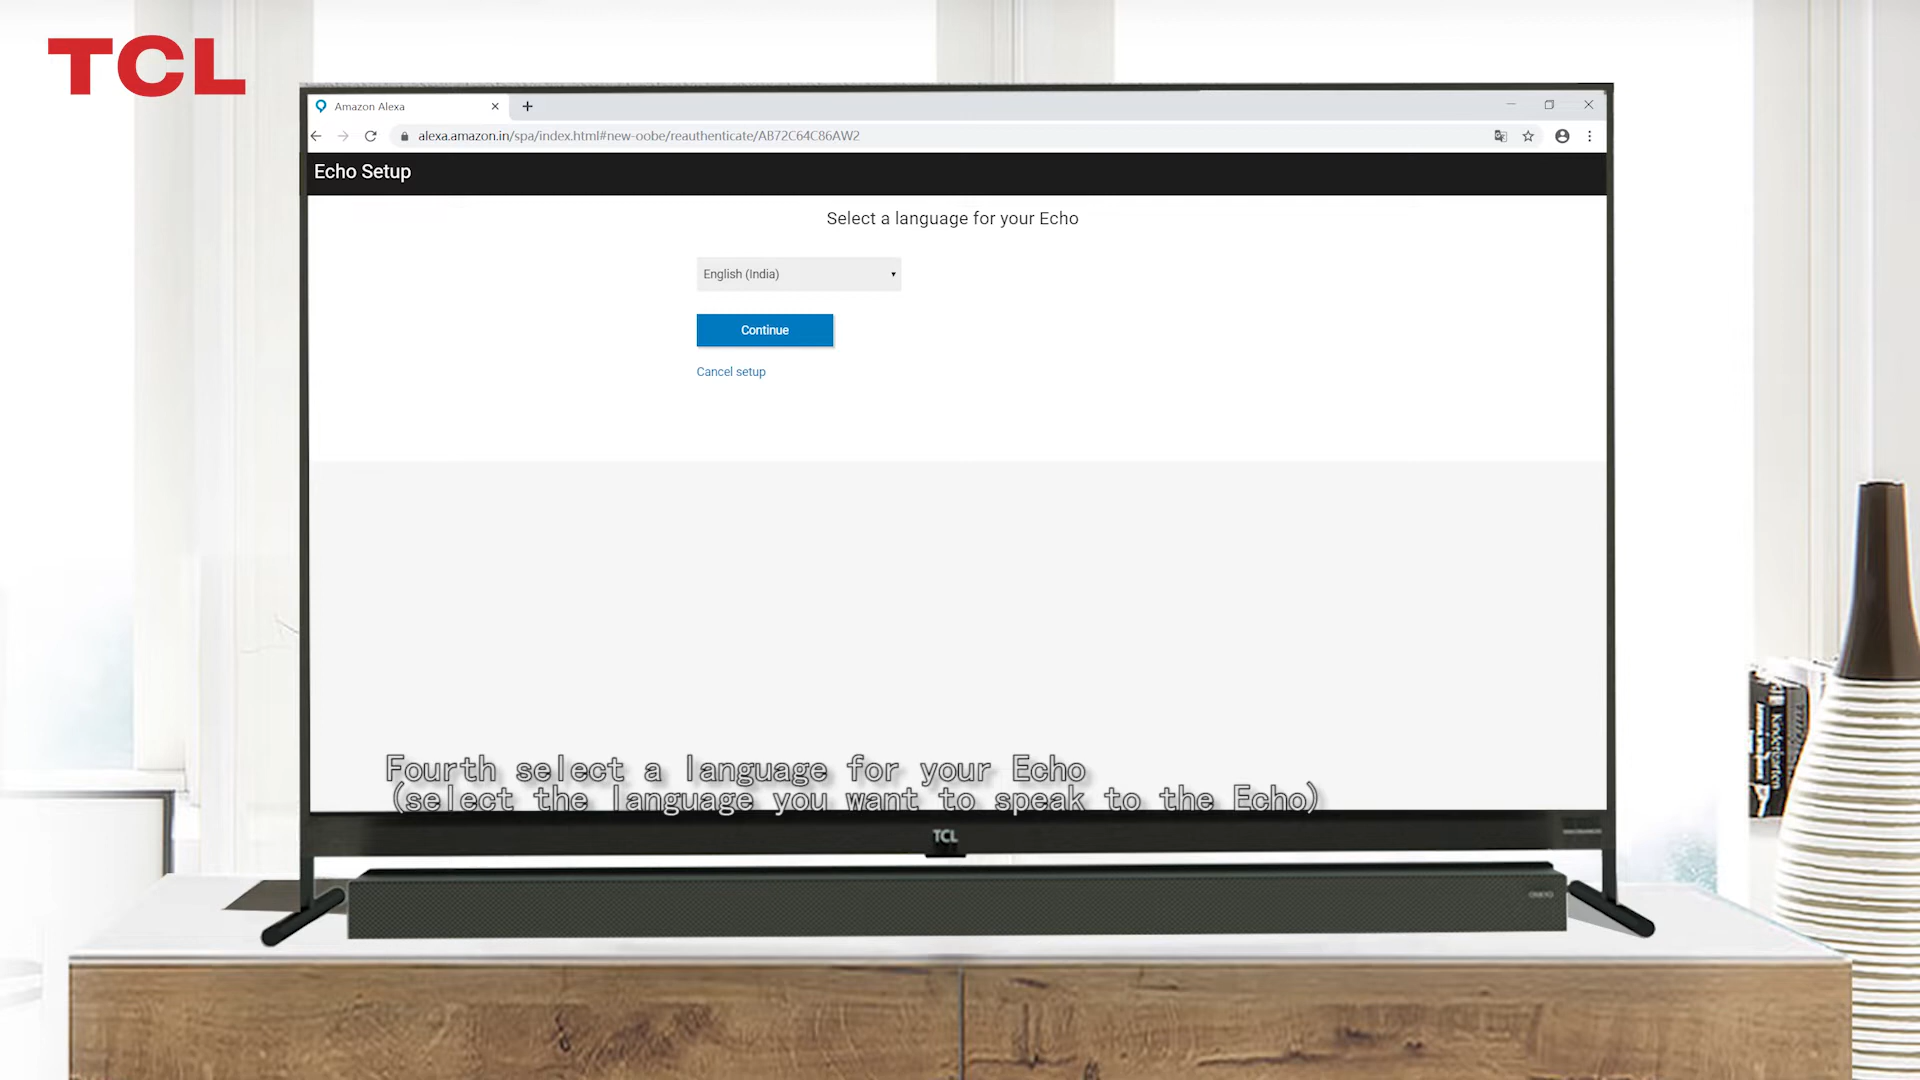 TCL
Amazon Alexa
alexa.amazon.in/spa/index.html#new-oobe/reauthenticate/AB72C64C86AW2
Echo Setup
Select a language for your Echo
English (India)
Continue
Cancel setup
Fourth select a language for your Echo
(select the language you want to speak to the Echo)
TCL
ONKYO